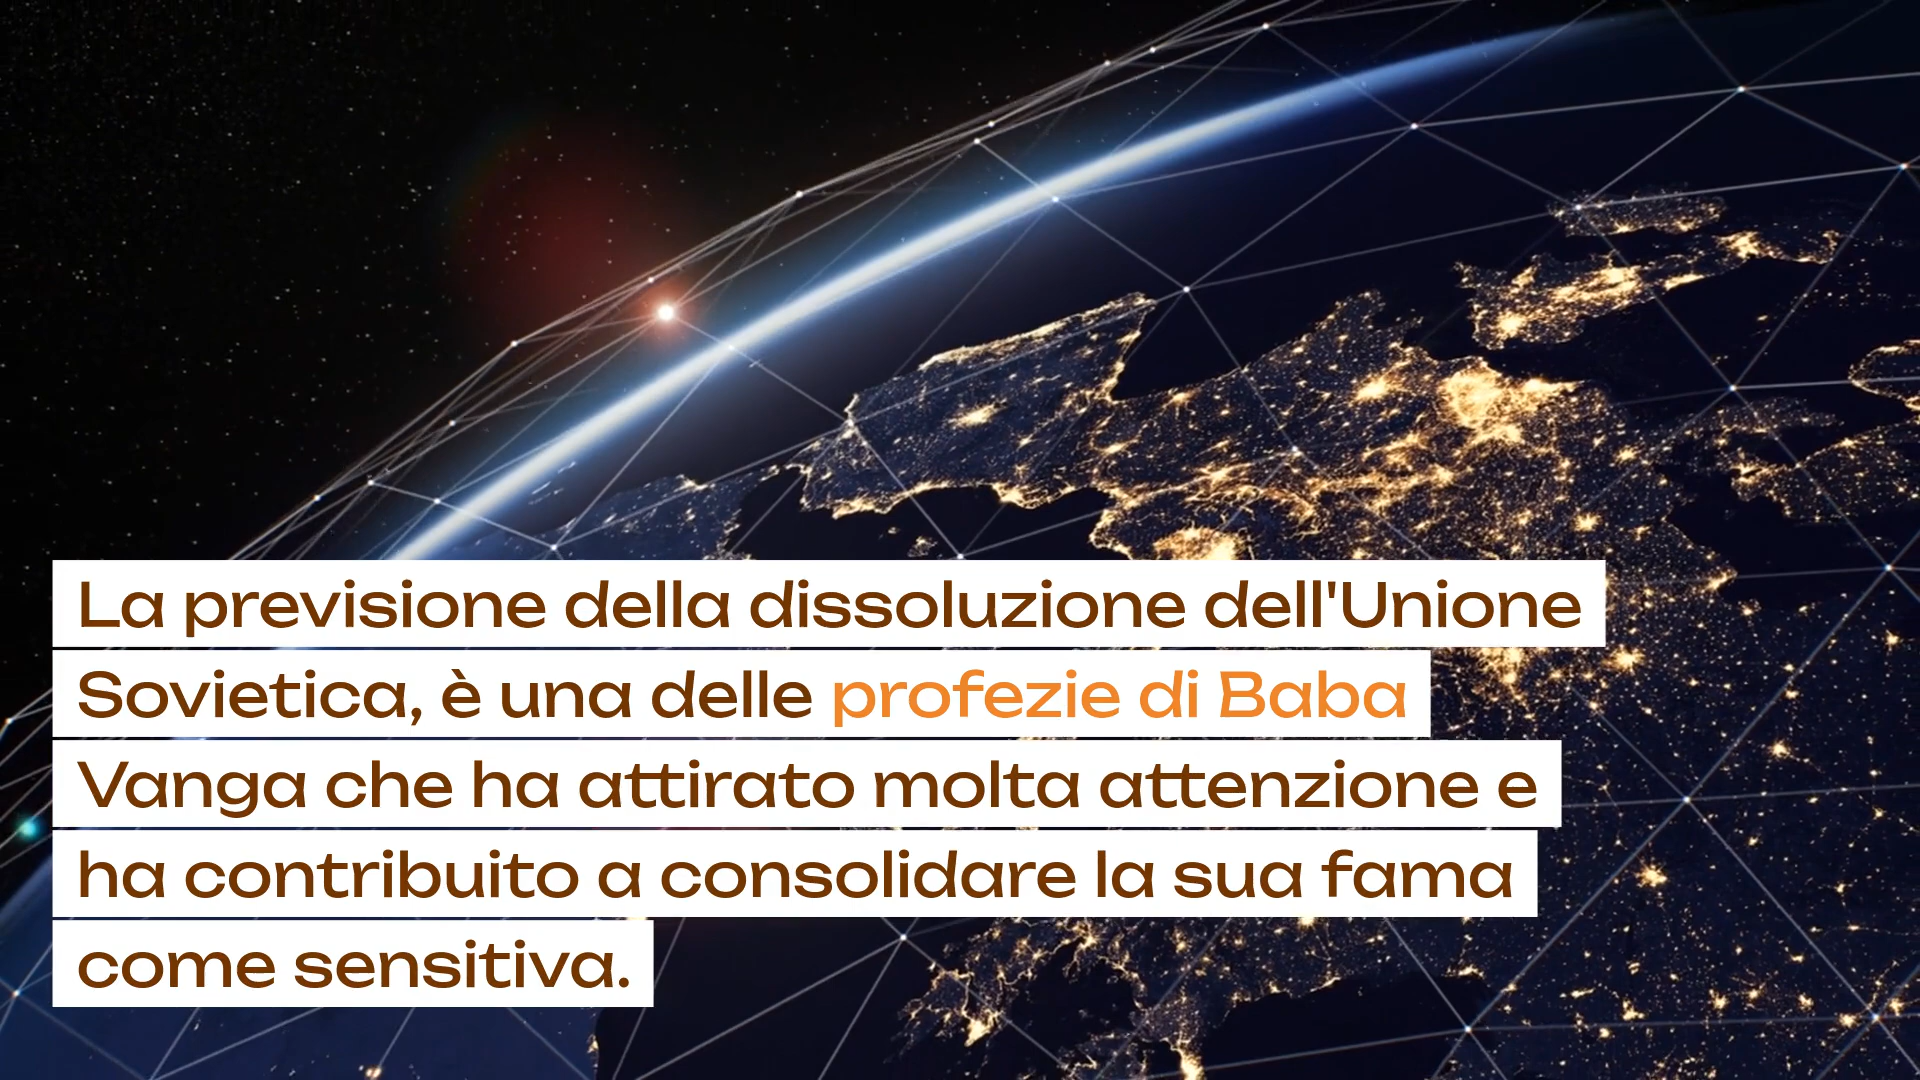 La previsione della dissoluzione dell'Unione
Sovietica, è una delle profezie di Baba
Vanga che ha attirato molta attenzione e
ha contribuito a consolidare la sua fama
come sensitiva.